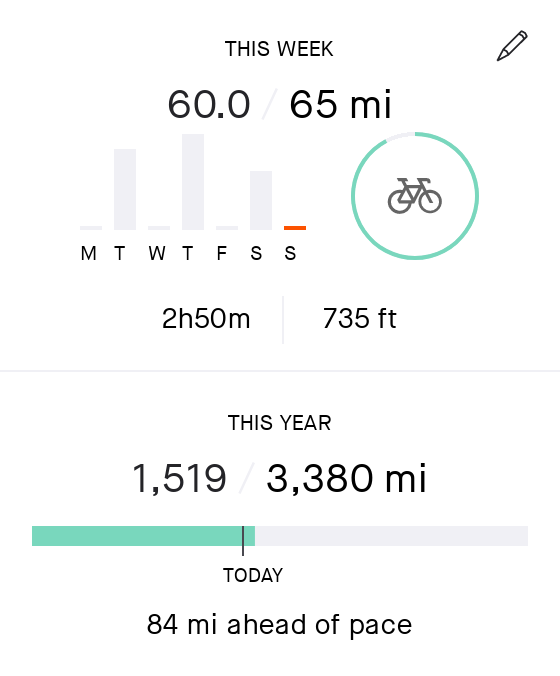 THIS WEEK
60.0 / 65 mi
M T W T F S S
2h50m | 735 ft
THIS YEAR
1,519 / 3,380 mi
TODAY
84 mi ahead of pace